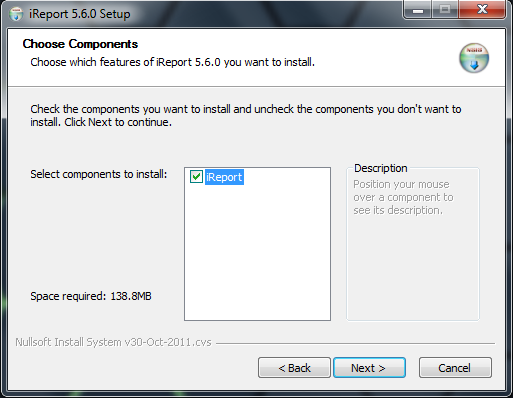 iReport 5.6.0 Setup
Choose Components
Choose which features of iReport 5.6.0 you want to install.
Check the components you want to install and uncheck the components you don't want to
install. Click Next to continue.
Select components to install:
iReport
Description
Position your mouse
over a component to
see its description.
Space required: 138.8MB
Nullsoft Install System v30-Oct-2011.cvs
< Back
Next >
Cancel